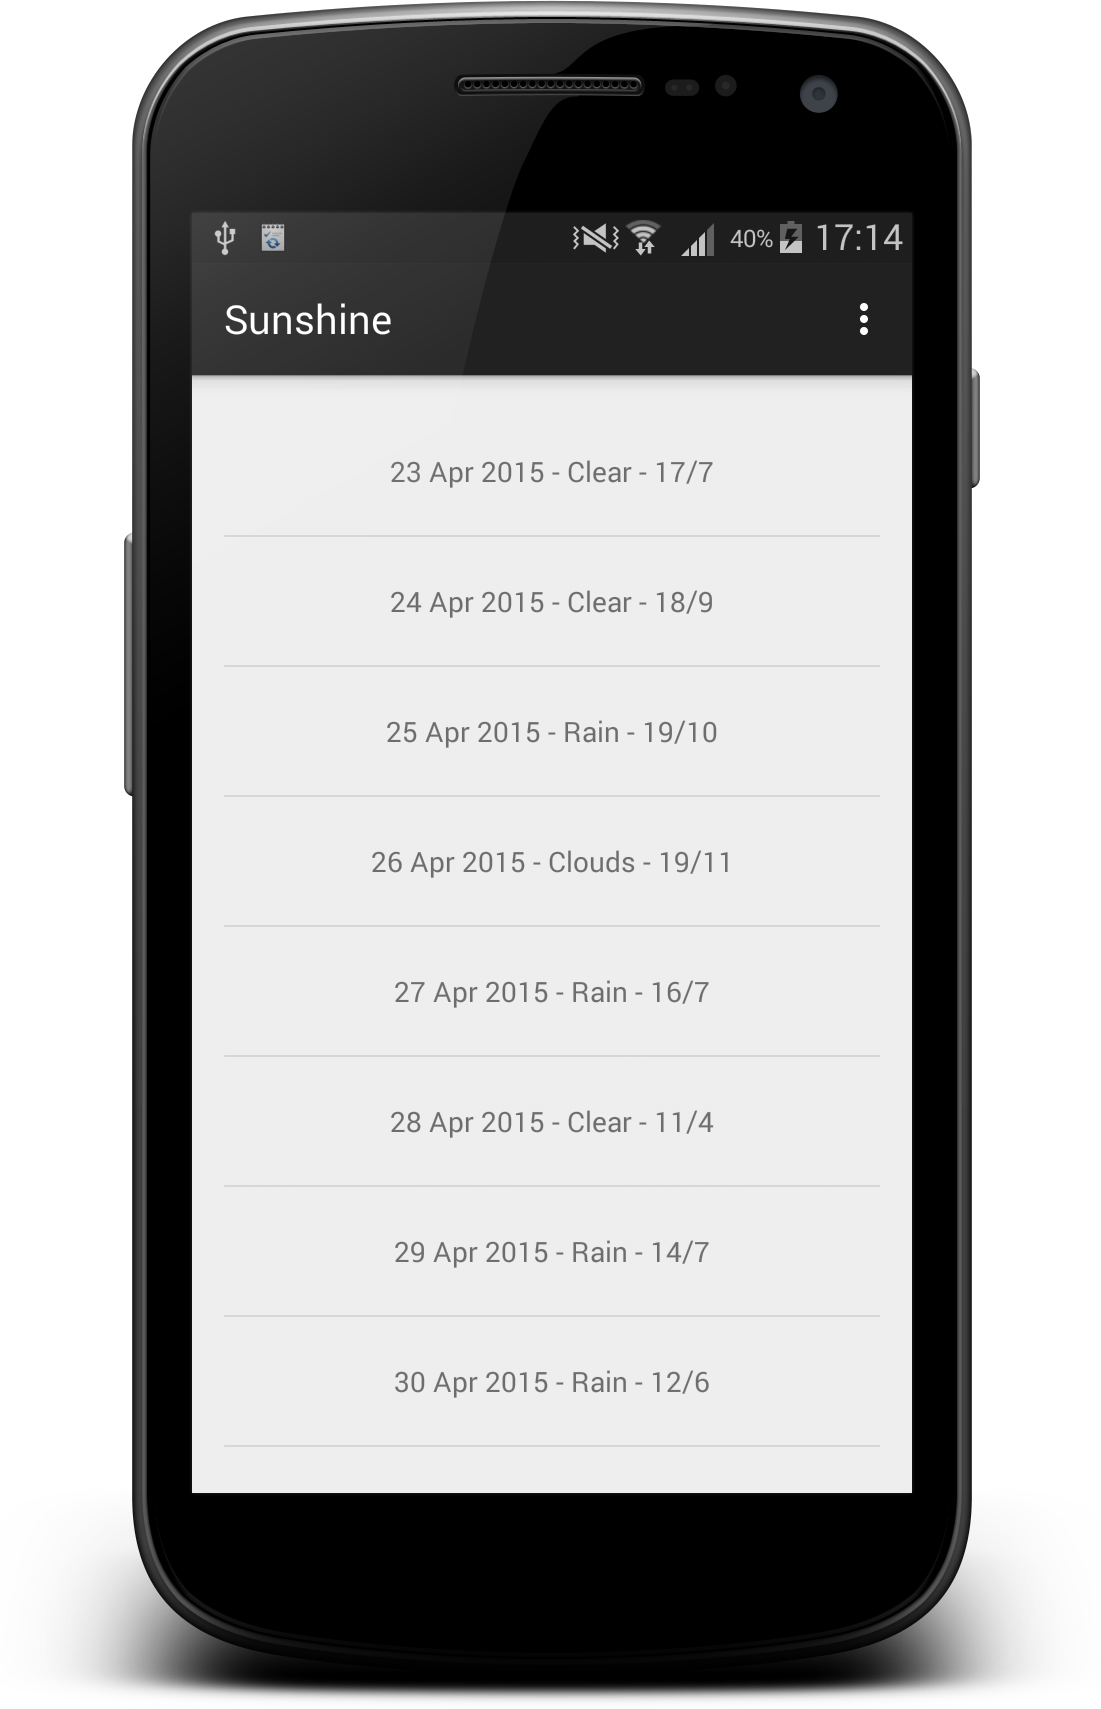 40% 17:14
Sunshine
23 Apr 2015 - Clear - 17/7
24 Apr 2015 - Clear - 18/9
25 Apr 2015 - Rain - 19/10
26 Apr 2015 - Clouds - 19/11
27 Apr 2015 - Rain - 16/7
28 Apr 2015 - Clear - 11/4
29 Apr 2015 - Rain - 14/7
30 Apr 2015 - Rain - 12/6